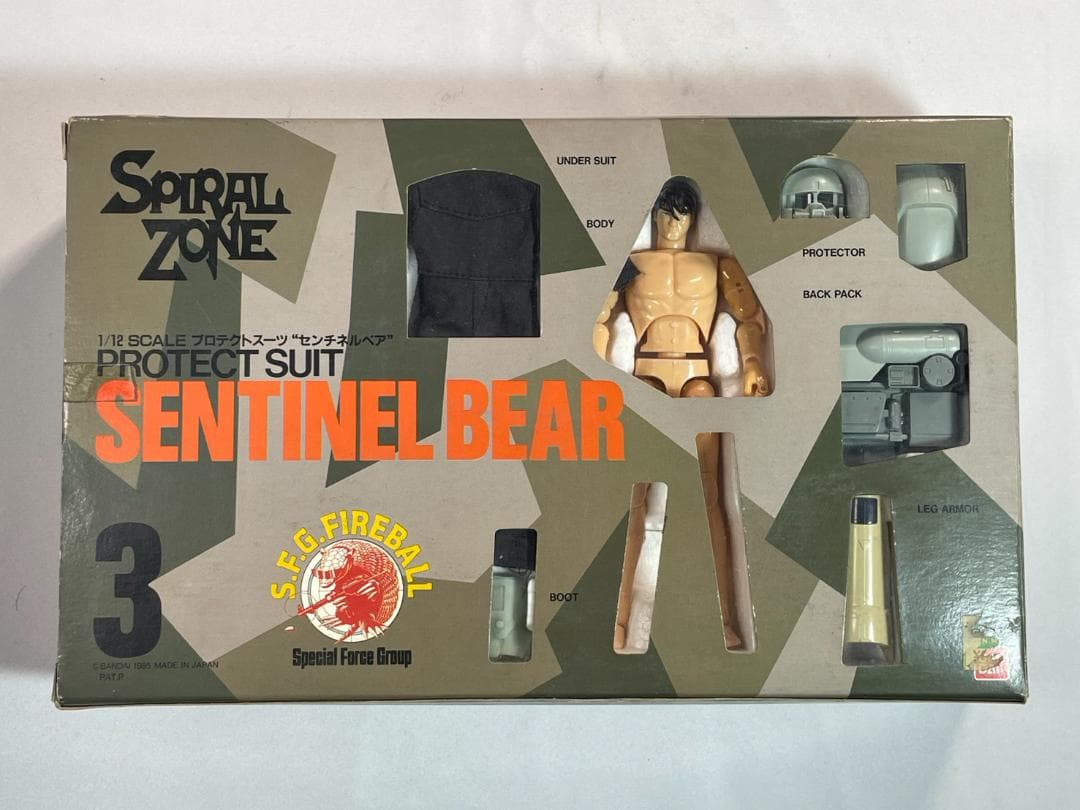 SPIRAL
ZONE
UNDER SUIT
BODY
PROTECTOR
BACK PACK
1/12 SCALE プロテクトスーツ “センチネルベア”
PROTECT SUIT
SENTINEL BEAR
3
S.F.G.FIREBALL
Special Force Group
BOOT
LEG ARMOR
©BANDAI 1985 MADE IN JAPAN
PAT.P